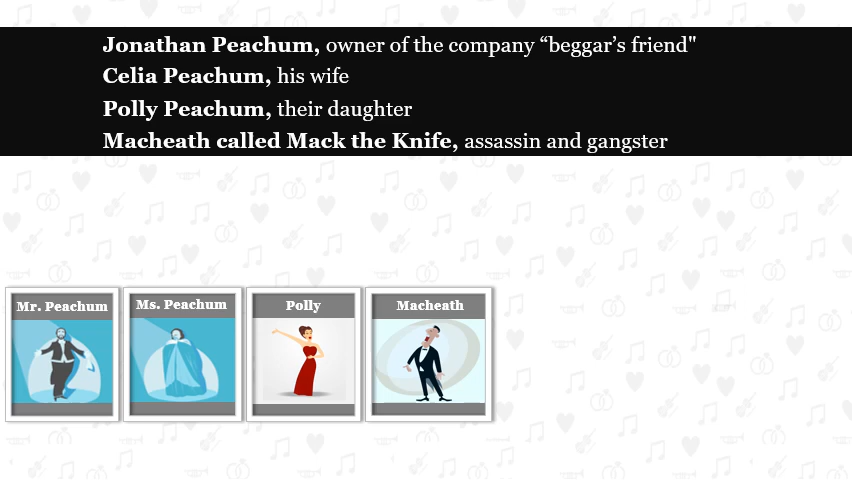 Jonathan Peachum, owner of the company “beggar’s friend"
Celia Peachum, his wife
Polly Peachum, their daughter
Macheath called Mack the Knife, assassin and gangster
Mr. Peachum
Ms. Peachum
Polly
Macheath